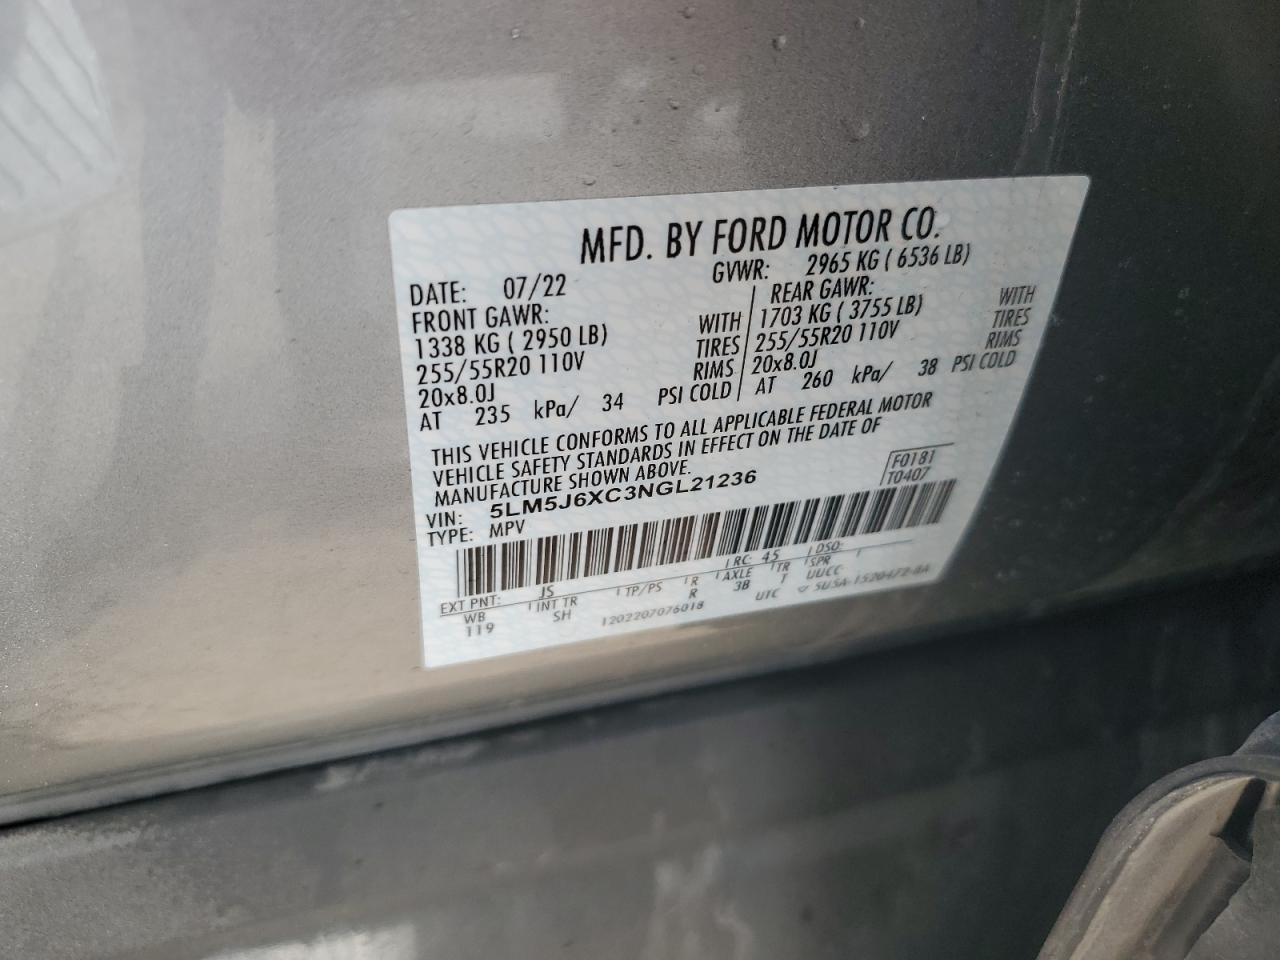 MFD. BY FORD MOTOR CO.
DATE: 07/22 GVWR: 2965 KG ( 6536 LB)
FRONT GAWR: REAR GAWR:
1338 KG ( 2950 LB) WITH 1703 KG ( 3755 LB) WITH
255/55R20 110V TIRES 255/55R20 110V TIRES
20x8.0J RIMS 20x8.0J RIMS
AT 235 kPa/ 34 PSI COLD AT 260 kPa/ 38 PSI COLD
THIS VEHICLE CONFORMS TO ALL APPLICABLE FEDERAL MOTOR
VEHICLE SAFETY STANDARDS IN EFFECT ON THE DATE OF
MANUFACTURE SHOWN ABOVE.
F0181
VIN: 5LM5J6XC3NGL21236 T0407
TYPE: MPV
EXT PNT: JS RC: 45 DSO:
WB INT TR TP/PS R AXLE TR SPR
119 SH R 3B T UUCC
1202207076018 UTC SU5A-1520472-BA